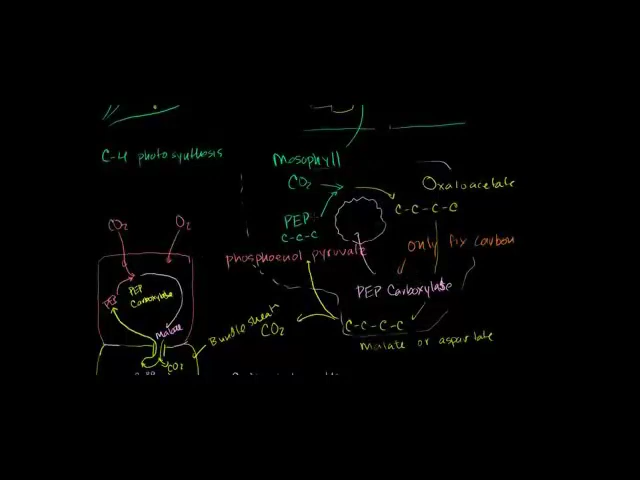 C-4 photosynthesis
Mesophyll
CO2
Oxaloacetate
PEP
C-C-C
C-C-C-C
CO2
O2
phosphoenol pyruvate
only fix carbon
PEP Carboxylase
PEP
PEP
Carboxylase
Malate
Bundle sheath
CO2
C-C-C-C
Malate or aspartate
CO2